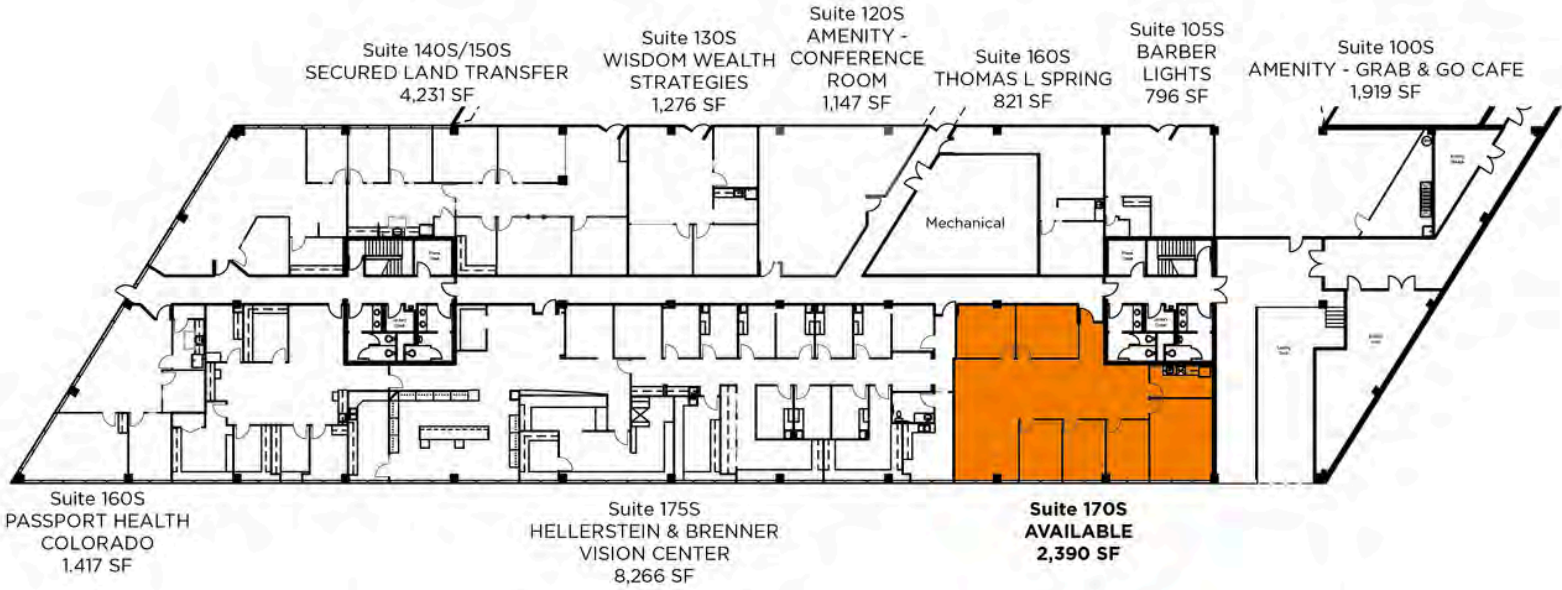 Suite 140S/150S
SECURED LAND TRANSFER
4,231 SF
Suite 130S
WISDOM WEALTH
STRATEGIES
1,276 SF
Suite 120S
AMENITY -
CONFERENCE
ROOM
1,147 SF
Suite 160S
THOMAS L SPRING
821 SF
Suite 105S
BARBER
LIGHTS
796 SF
Suite 100S
AMENITY - GRAB & GO CAFE
1,919 SF
Mechanical
Suite 160S
PASSPORT HEALTH
COLORADO
1.417 SF
Suite 175S
HELLERSTEIN & BRENNER
VISION CENTER
8,266 SF
Suite 170S
AVAILABLE
2,390 SF